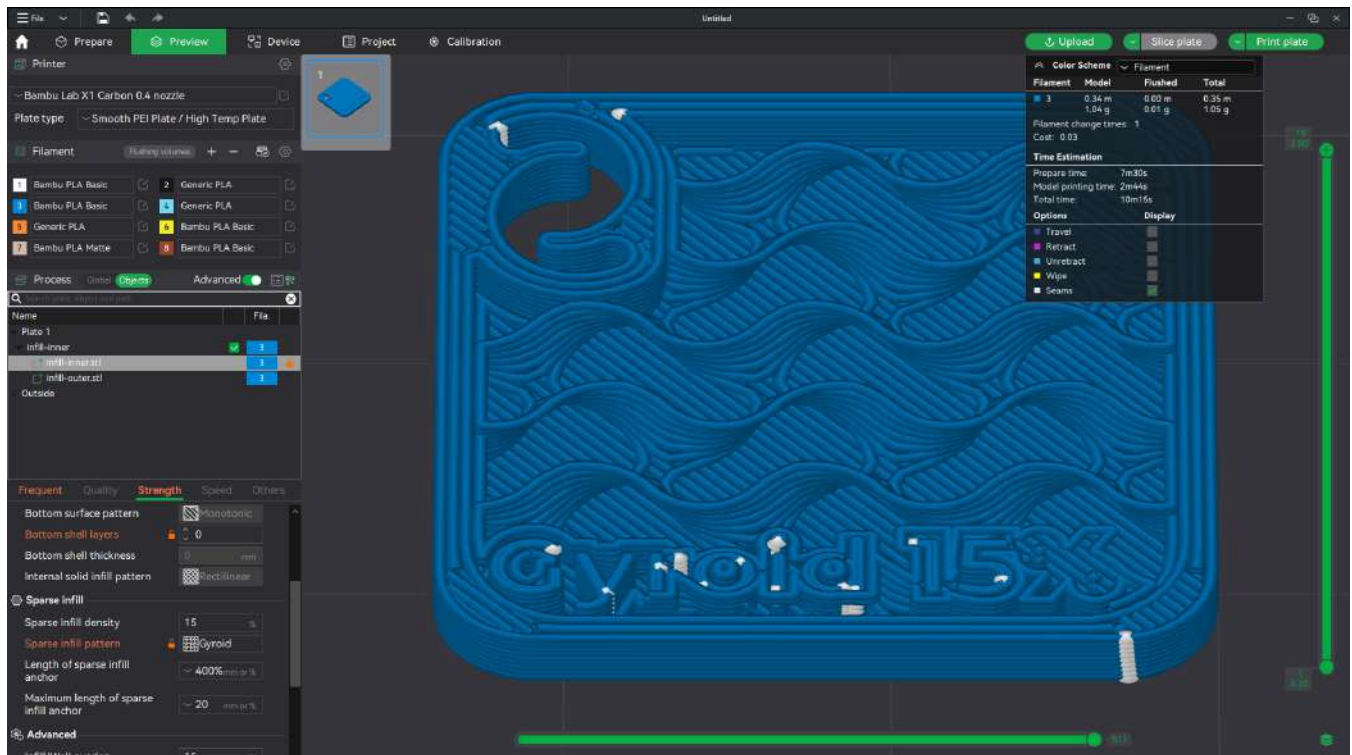 File
Untitled
Prepare
Preview
Device
Project
Calibration
Upload
Slice plate
Print plate
Printer
Bambu Lab X1 Carbon 0.4 nozzle
Plate type
Smooth PEI Plate / High Temp Plate
Filament
Flushing volumes
1 Bambu PLA Basic
2 Generic PLA
3 Bambu PLA Basic
4 Generic PLA
5 Generic PLA
6 Bambu PLA Basic
7 Bambu PLA Matte
8 Bambu PLA Basic
Process
Global
Objects
Advanced
Name
Fila.
Plate 1
infill-inner
3
infill-inner.stl
3
infill-outer.stl
3
Outside
Frequent
Quality
Strength
Speed
Others
Bottom surface pattern
Monotonic
Bottom shell layers
0
Bottom shell thickness
0
mm
Internal solid infill pattern
Rectilinear
Sparse infill
Sparse infill density
15
%
Sparse infill pattern
Gyroid
Length of sparse infill
anchor
400%
mm or %
Maximum length of sparse
infill anchor
20
mm or %
Advanced
1
Gyroid 15%
Color Scheme
Filament
Filament Model Flushed Total
3 0.34 m 0.00 m 0.35 m
1.04 g 0.01 g 1.05 g
Filament change times: 1
Cost: 0.03
Time Estimation
Prepare time: 7m30s
Model printing time: 2m44s
Total time: 10m15s
Options Display
Travel
Retract
Unretract
Wipe
Seams